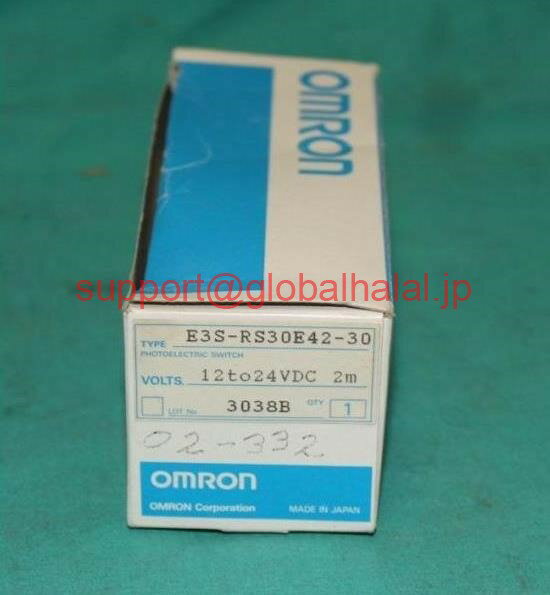 OMRON
support@globalhalal.jp
TYPE E3S-RS30E42-30
PHOTOELECTRIC SWITCH
VOLTS. 12to24VDC 2m
LOT No 3038B QTY 1
02-332
OMRON
OMRON Corporation MADE IN JAPAN